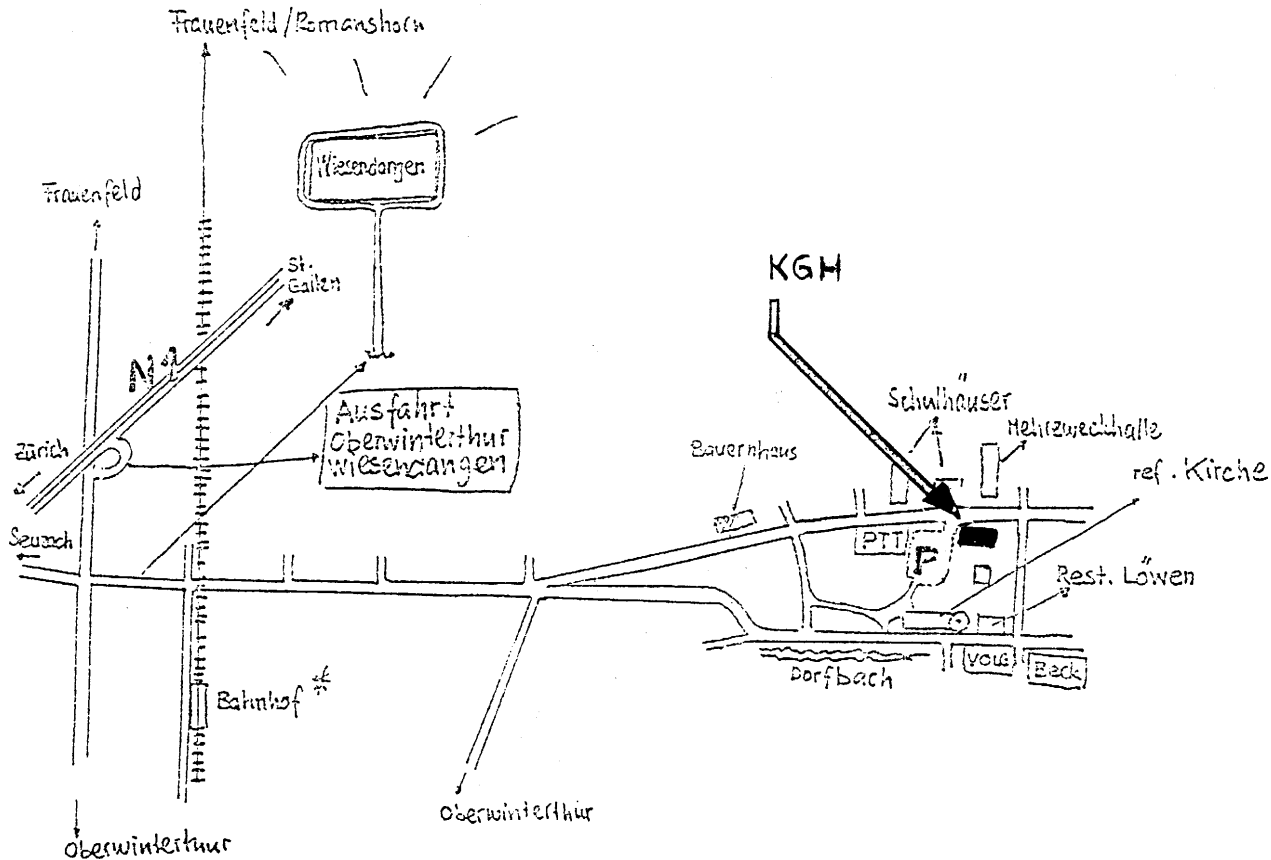 Frauenfeld/Romanshorn
Wiesendangen
Frauenfeld
St.
Gallen
KGH
N1
Ausfahrt
Oberwinterthur
Wiesendangen
Schulhäuser
Mehrzweckhalle
Zürich
Bauernhaus
ref. Kirche
Seuzach
PTT
P
Rest. Löwen
VOLG
Beck
Dorfbach
Bahnhof
Oberwinterthur
Oberwinterthur